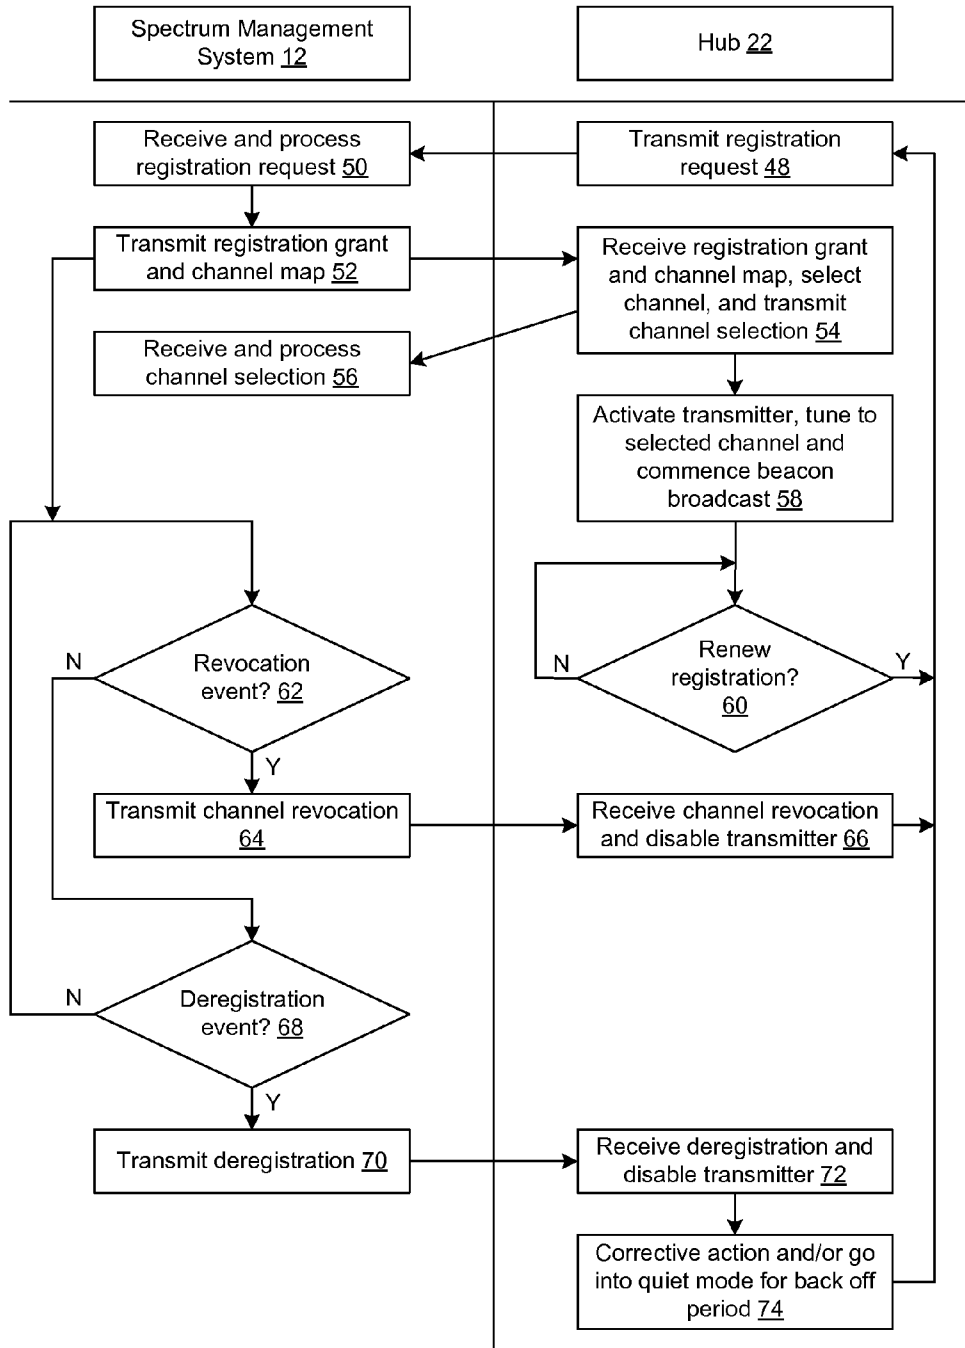 Spectrum Management
System 12
Hub 22
Receive and process
registration request 50
Transmit registration
request 48
Transmit registration grant
and channel map 52
Receive registration grant
and channel map, select
channel, and transmit
channel selection 54
Receive and process
channel selection 56
Activate transmitter, tune to
selected channel and
commence beacon
broadcast 58
N
Revocation
event? 62
Y
N
Renew
registration?
60
Y
Transmit channel revocation
64
Receive channel revocation
and disable transmitter 66
N
Deregistration
event? 68
Y
Transmit deregistration 70
Receive deregistration and
disable transmitter 72
Corrective action and/or go
into quiet mode for back off
period 74